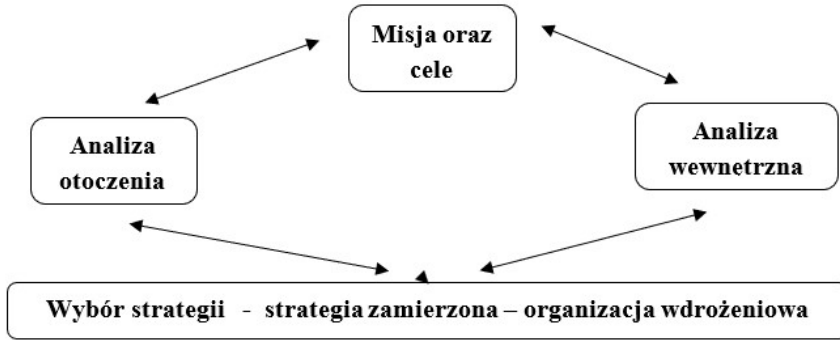 Misja oraz
cele
Analiza
otoczenia
Analiza
wewnetrzna
Wybór strategii - strategia zamierzona – organizacja wdrożeniowa